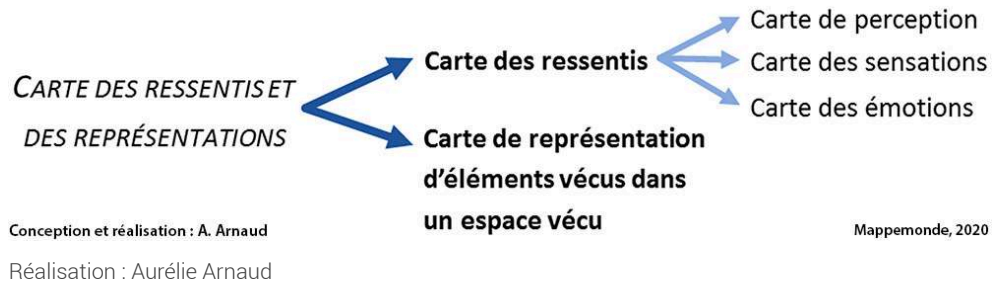 CARTE DES RESSENTIS ET
DES REPRÉSENTATIONS
Carte des ressentis
Carte de perception
Carte des sensations
Carte des émotions
Carte de représentation
d'éléments vécus dans
un espace vécu
Conception et réalisation : A. Arnaud
Mappemonde, 2020
Réalisation : Aurélie Arnaud